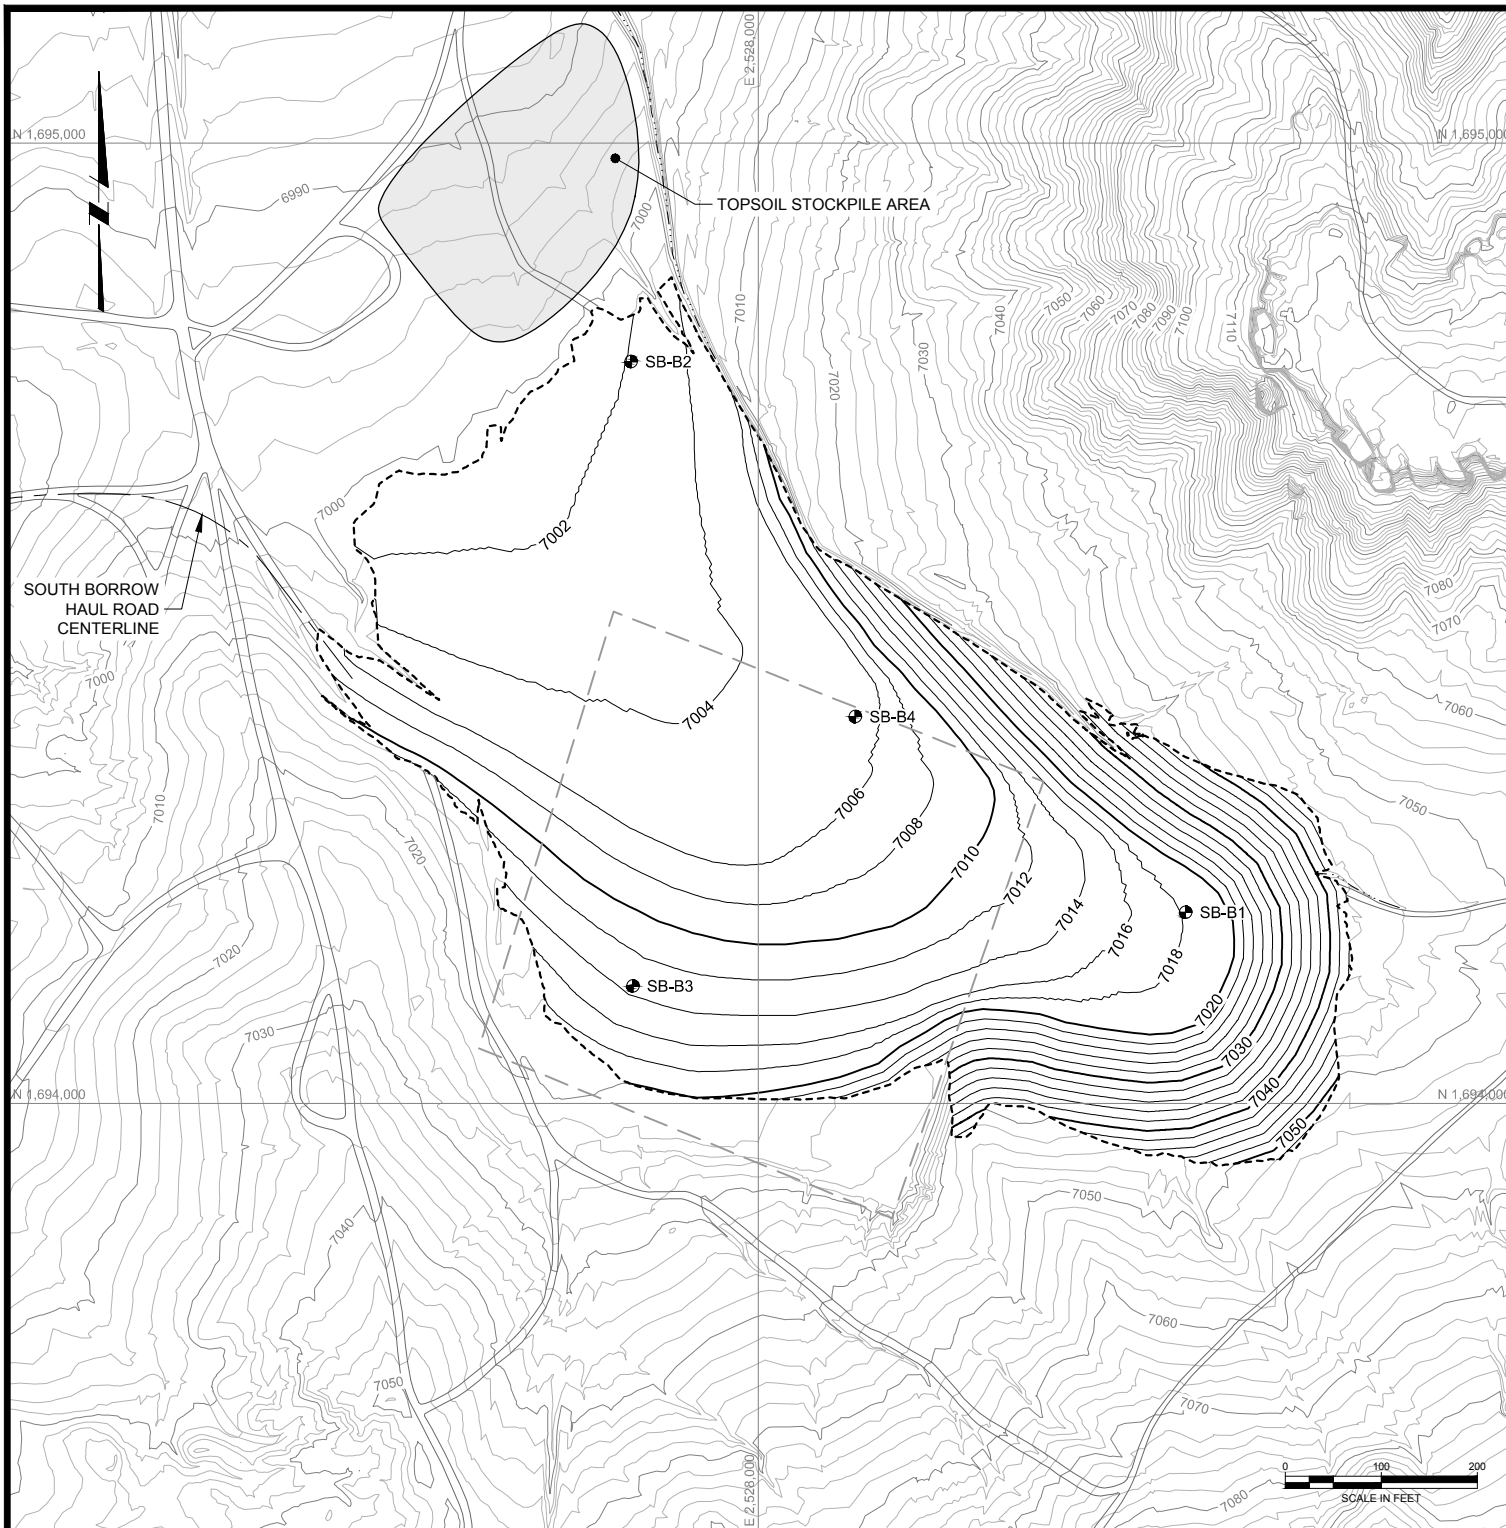 E 2,528,000
N 1,695,000
N 1,695,000
6990
7000
TOPSOIL STOCKPILE AREA
7010
7020
7030
7040
7050
7060
7070
7080
7090
7100
7110
SB-B2
7000
7002
SOUTH BORROW
HAUL ROAD
CENTERLINE
7080
7070
7060
7050
7000
7004
SB-B4
7010
7020
7006
7008
7010
7012
7014
7016
7018
SB-B1
7020
SB-B3
7020
7030
7030
7040
7050
N 1,694,000
N 1,694,000
7040
7050
7060
7050
7070
7080
E 2,528,000
0 100 200
SCALE IN FEET